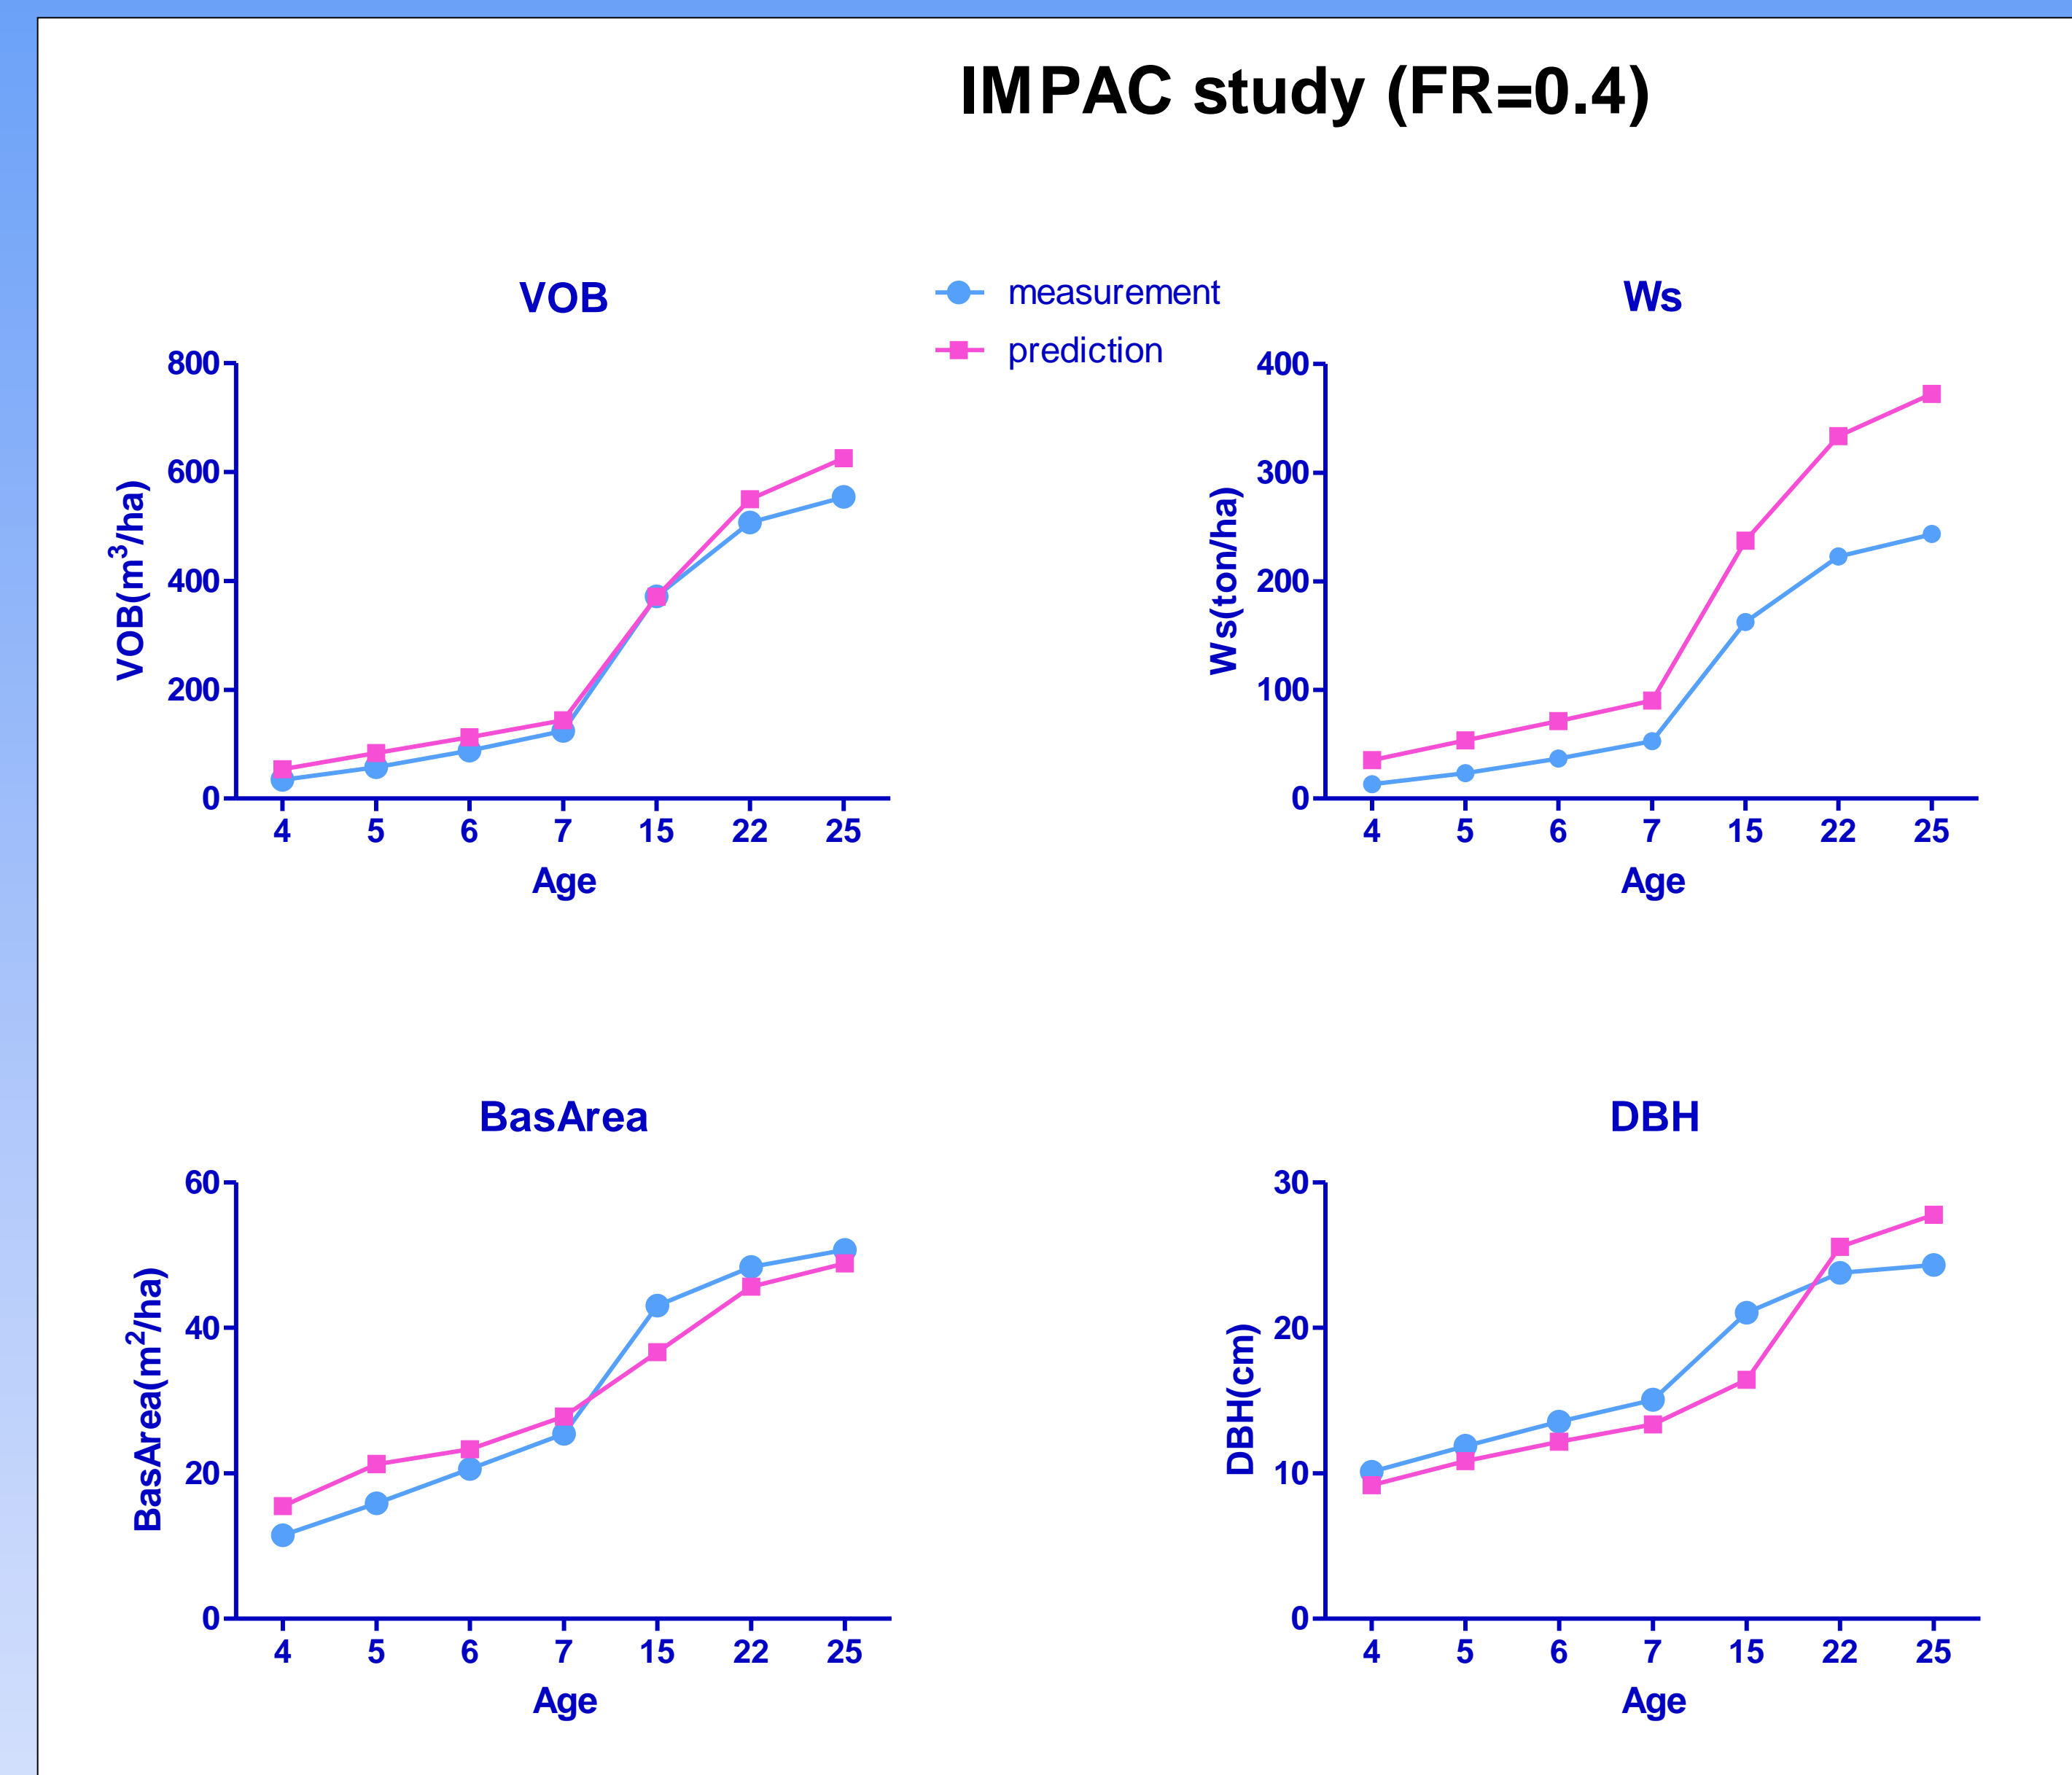 IMPAC study (FR=0.4)
VOB
measurement
prediction
VOB(m³/ha)
800
600
400
200
0
4 5 6 7 15 22 25
Age
Ws
Ws(ton/ha)
400
300
200
100
0
4 5 6 7 15 22 25
Age
BasArea
BasArea(m²/ha)
60
40
20
0
4 5 6 7 15 22 25
Age
DBH
DBH(cm)
30
20
10
0
4 5 6 7 15 22 25
Age